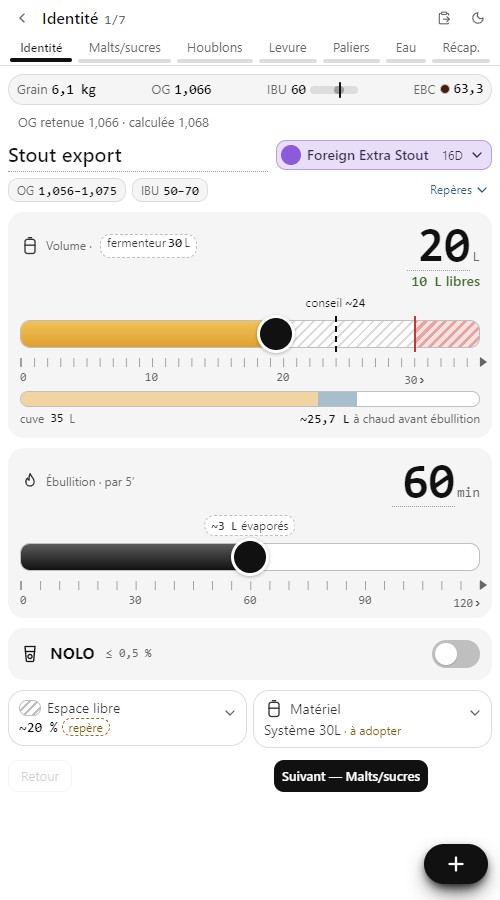 Identité 1/7
Identité Malts/sucres Houblons Levure Paliers Eau Récap.
Grain 6,1 kg OG 1,066 IBU 60 EBC 63,3
OG retenue 1,066 · calculée 1,068
Stout export Foreign Extra Stout 16D
OG 1,056–1,075 IBU 50–70 Repères
Volume · fermenteur 30 L 20 L
10 L libres
conseil ~24
0 10 20 30 ›
cuve 35 L ~25,7 L à chaud avant ébullition
Ébullition · par 5′ 60 min
~3 L évaporés
0 30 60 90 120 ›
NOLO ≤ 0,5 %
Espace libre
~20 % repère
Matériel
Système 30L · à adopter
Retour Suivant — Malts/sucres
+